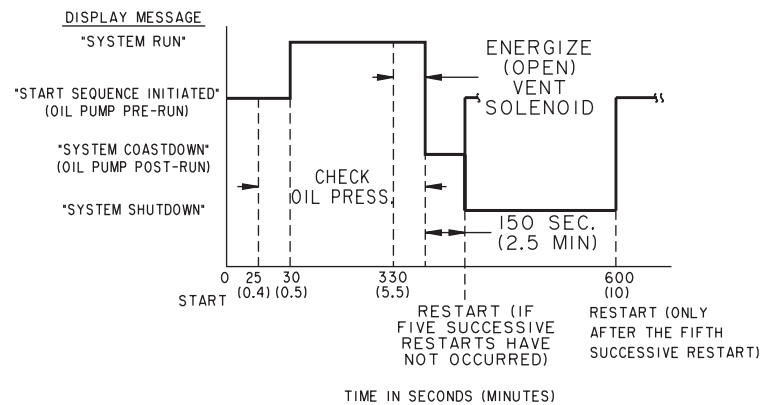 DISPLAY MESSAGE
"SYSTEM RUN"
"START SEQUENCE INITIATED"
(OIL PUMP PRE-RUN)
"SYSTEM COASTDOWN"
(OIL PUMP POST-RUN)
"SYSTEM SHUTDOWN"
ENERGIZE
(OPEN)
VENT
SOLENOID
CHECK
OIL PRESS.
150 SEC.
(2.5 MIN)
START
0
25
(0.4)
30
(0.5)
330
(5.5)
600
(10)
RESTART (IF
FIVE SUCCESSIVE
RESTARTS HAVE
NOT OCCURRED)
RESTART (ONLY
AFTER THE FIFTH
SUCCESSIVE RESTART)
TIME IN SECONDS (MINUTES)